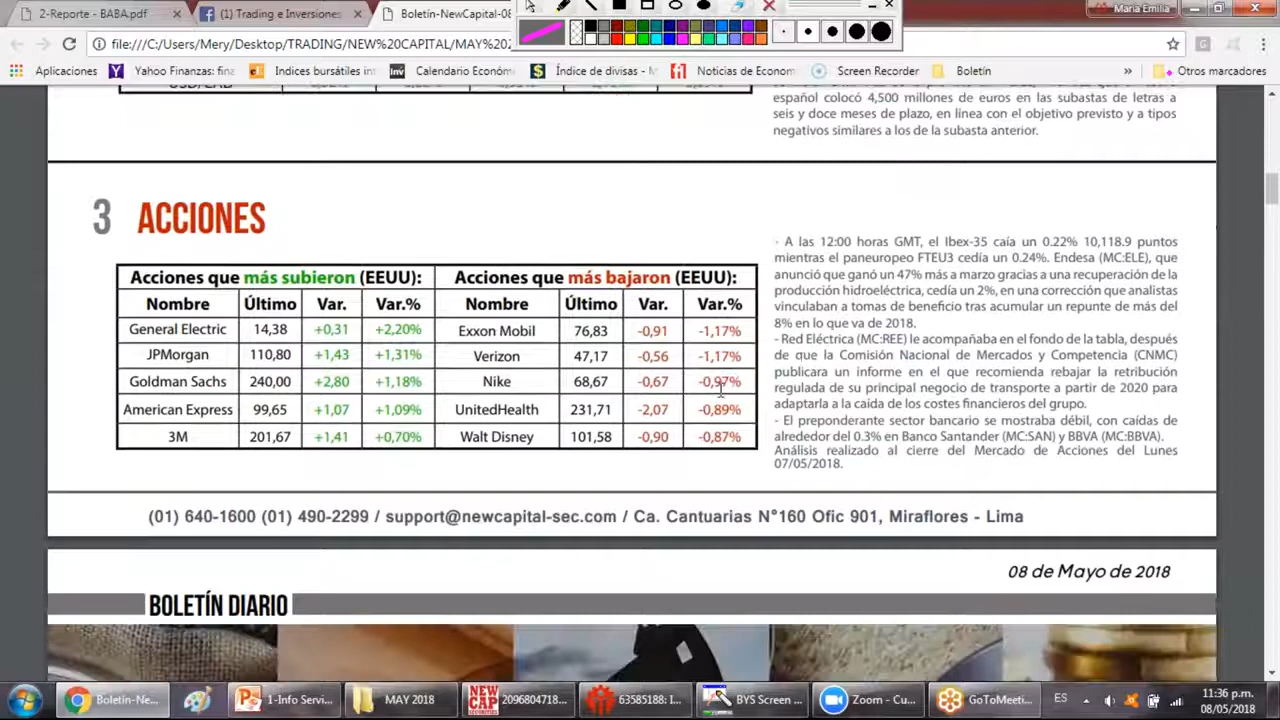 2-Reporte - BABA.pdf
(1) Trading e Inversiones
Boletin-NewCapital-08
Maria Emilia
file:///C:/Users/Mery/Desktop/TRADING/NEW%20CAPITAL/MAY%2
Aplicaciones
Yahoo Finanzas: fina
Indices bursátiles int
Calendario Económi
Índice de divisas - M
Noticias de Econom
Screen Recorder
Boletín
»
Otros marcadores
español colocó 4,500 millones de euros en las subastas de letras a
seis y doce meses de plazo, en línea con el objetivo previsto y a tipos
negativos similares a los de la subasta anterior.
3 ACCIONES
Acciones que más subieron (EEUU): Acciones que más bajaron (EEUU):
Nombre Último Var. Var.% Nombre Último Var. Var.%
General Electric 14,38 +0,31 +2,20% Exxon Mobil 76,83 -0,91 -1,17%
JPMorgan 110,80 +1,43 +1,31% Verizon 47,17 -0,56 -1,17%
Goldman Sachs 240,00 +2,80 +1,18% Nike 68,67 -0,67 -0,97%
American Express 99,65 +1,07 +1,09% UnitedHealth 231,71 -2,07 -0,89%
3M 201,67 +1,41 +0,70% Walt Disney 101,58 -0,90 -0,87%
- A las 12:00 horas GMT, el Ibex-35 caía un 0.22% 10,118.9 puntos
mientras el paneuropeo FTEU3 cedía un 0.24%. Endesa (MC:ELE), que
anunció que ganó un 47% más a marzo gracias a una recuperación de la
producción hidroeléctrica, cedía un 2%, en una corrección que analistas
vinculaban a tomas de beneficio tras acumular un repunte de más del
8% en lo que va de 2018.
- Red Eléctrica (MC:REE) le acompañaba en el fondo de la tabla, después
de que la Comisión Nacional de Mercados y Competencia (CNMC)
publicara un informe en el que recomienda rebajar la retribución
regulada de su principal negocio de transporte a partir de 2020 para
adaptarla a la caída de los costes financieros del grupo.
- El preponderante sector bancario se mostraba débil, con caídas de
alrededor del 0.3% en Banco Santander (MC:SAN) y BBVA (MC:BBVA).
Análisis realizado al cierre del Mercado de Acciones del Lunes
07/05/2018.
(01) 640-1600 (01) 490-2299 / support@newcapital-sec.com / Ca. Cantuarias N°160 Ofic 901, Miraflores - Lima
08 de Mayo de 2018
BOLETÍN DIARIO
Boletín-Ne...
1-Info Servi...
MAY 2018
NEW CAP
2096804718...
63585188: I...
BYS Screen ...
Zoom - Cu...
GoToMeeti...
ES
11:36 p.m.
08/05/2018